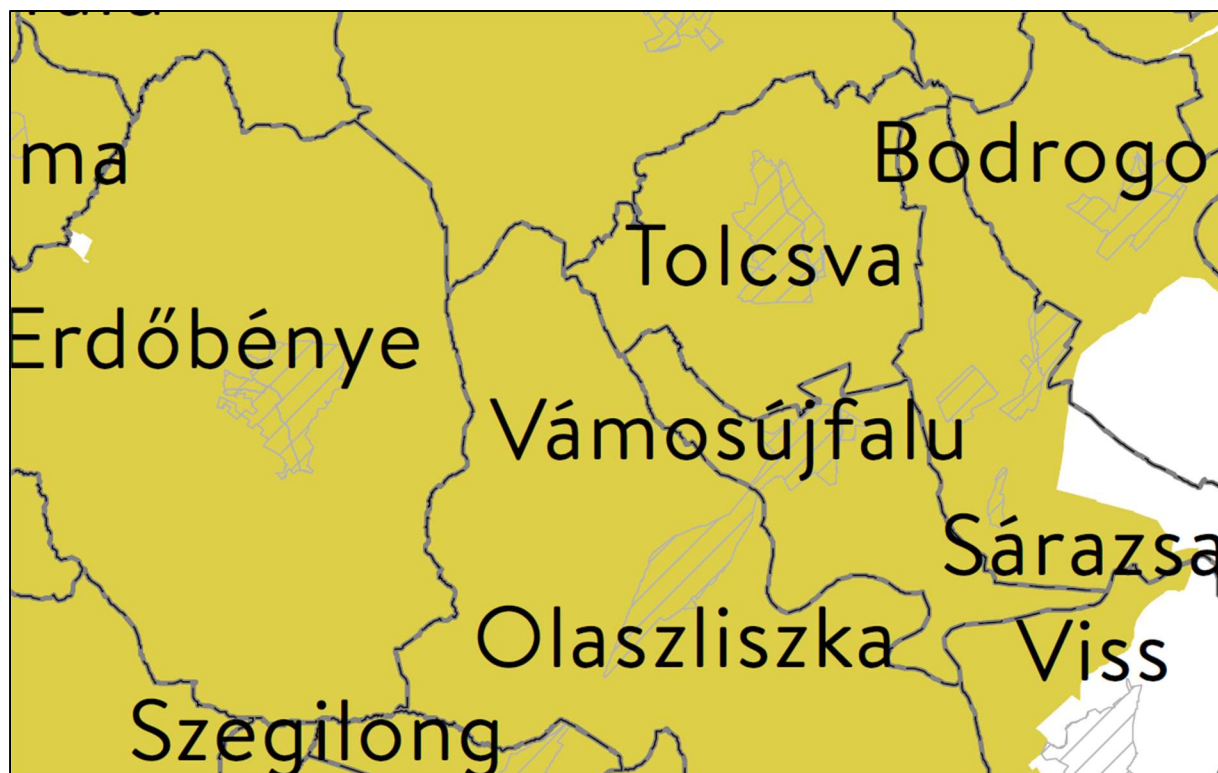 ma
Bodrogo
Tolcsva
Erdőbénye
Vámosújfalu
Sárazsa
Olaszliszka
Viss
Szegilong